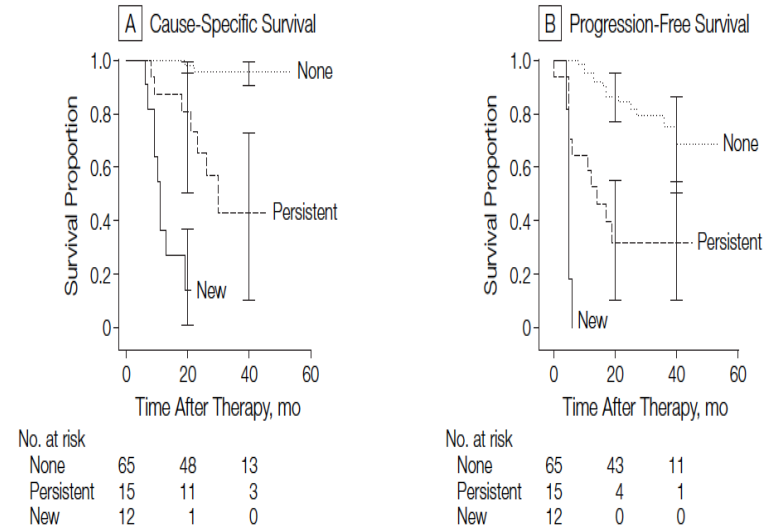 A Cause-Specific Survival
1.0
0.8
0.6
0.4
0.2
0
Survival Proportion
None
Persistent
New
0 20 40 60
Time After Therapy, mo
No. at risk
None 65 48 13
Persistent 15 11 3
New 12 1 0
B Progression-Free Survival
1.0
0.8
0.6
0.4
0.2
0
Survival Proportion
None
Persistent
New
0 20 40 60
Time After Therapy, mo
No. at risk
None 65 43 11
Persistent 15 4 1
New 12 0 0